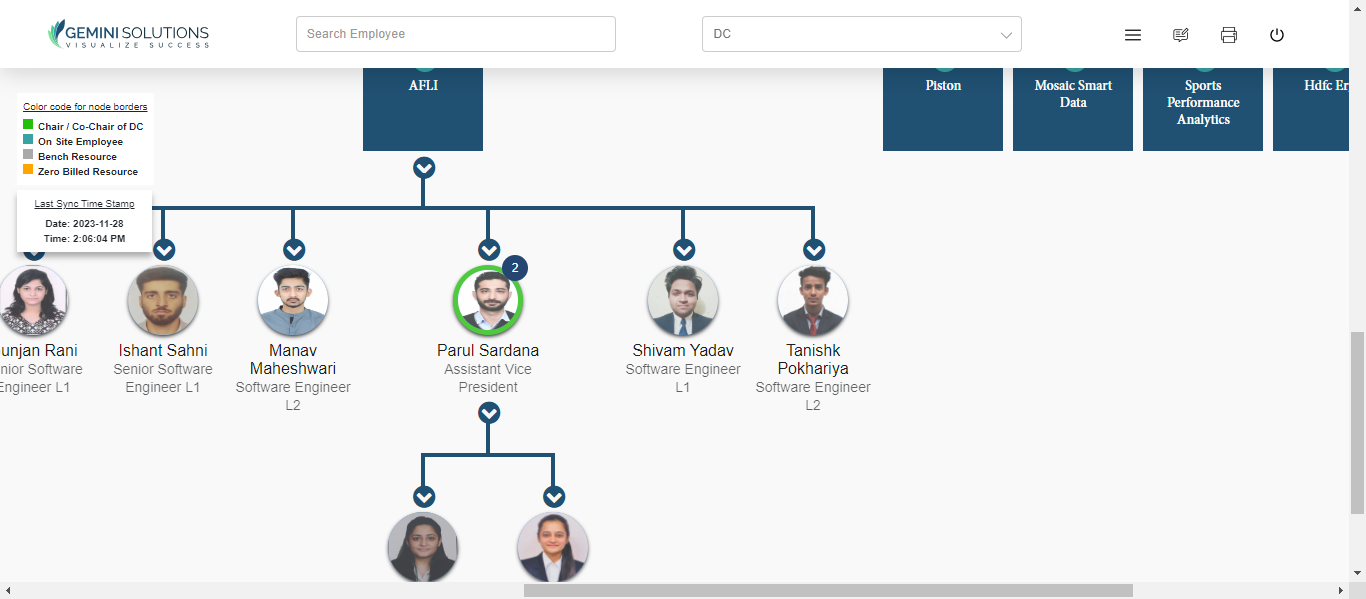 GEMINI SOLUTIONS
VISUALIZE SUCCESS
Search Employee
DC
AFLI
Piston
Mosaic Smart
Data
Sports
Performance
Analytics
Hdfc
Color code for node borders
Chair / Co-Chair of DC
On Site Employee
Bench Resource
Zero Billed Resource
Last Sync Time Stamp
Date: 2023-11-28
Time: 2:06:04 PM
2
unjan Rani
nior Software
Engineer L1
Ishant Sahni
Senior Software
Engineer L1
Manav
Maheshwari
Software Engineer
L2
Parul Sardana
Assistant Vice
President
Shivam Yadav
Software Engineer
L1
Tanishk
Pokhariya
Software Engineer
L2